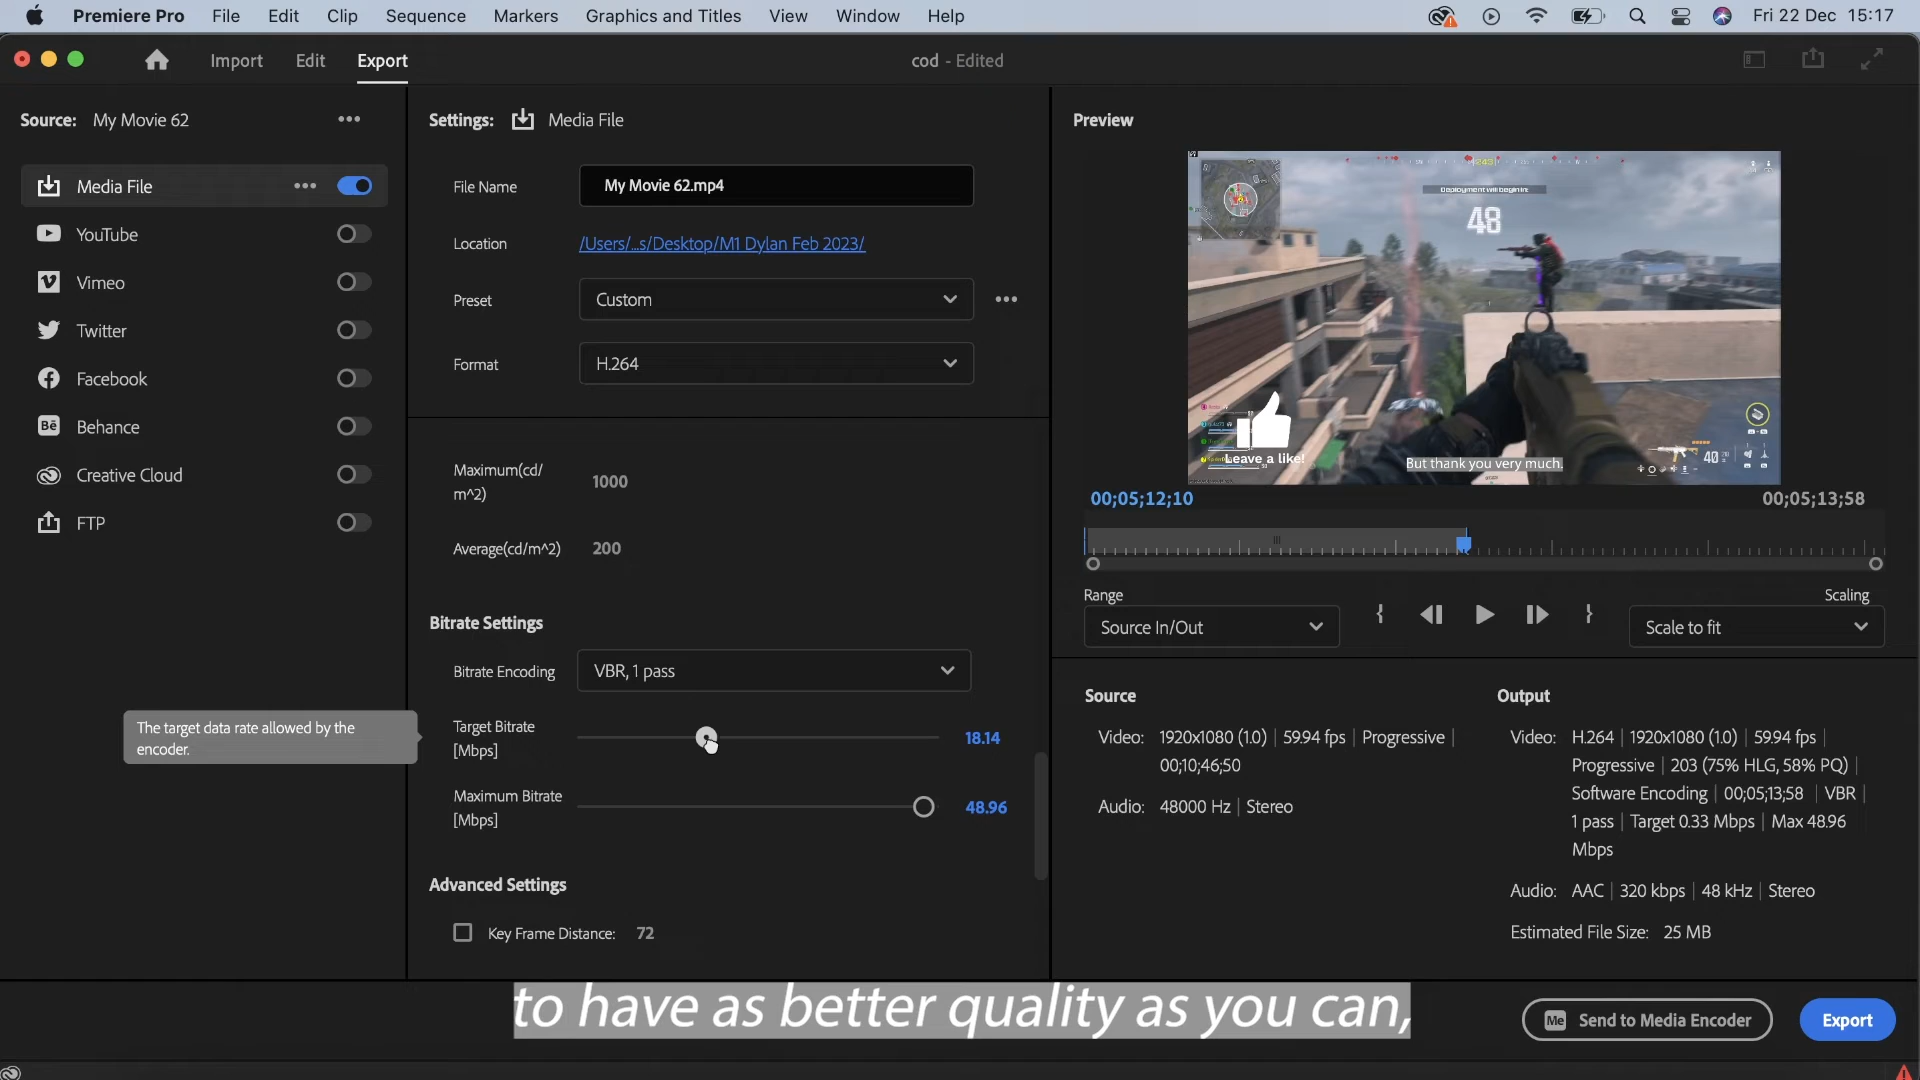 Premiere Pro File Edit Clip Sequence Markers Graphics and Titles View Window Help Fri 22 Dec 15:17
Import Edit Export cod - Edited
Source: My Movie 62
Media File
YouTube
Vimeo
Twitter
Facebook
Behance
Creative Cloud
FTP
Settings: Media File
File Name My Movie 62.mp4
Location /Users/...s/Desktop/M1 Dylan Feb 2023/
Preset Custom
Format H.264
Maximum(cd/
m^2) 1000
Average(cd/m^2) 200
Bitrate Settings
Bitrate Encoding VBR, 1 pass
The target data rate allowed by the
encoder.
Target Bitrate
[Mbps] 18.14
Maximum Bitrate
[Mbps] 48.96
Advanced Settings
Key Frame Distance: 72
Preview
Deployment will begin in:
48
Leave a like!
But thank you very much.
40
00;05;12;10 00;05;13;58
Range Scaling
Source In/Out Scale to fit
Source
Video: 1920x1080 (1.0) | 59.94 fps | Progressive |
00;10;46;50
Audio: 48000 Hz | Stereo
Output
Video: H.264 | 1920x1080 (1.0) | 59.94 fps |
Progressive | 203 (75% HLG, 58% PQ) |
Software Encoding | 00;05;13;58 | VBR |
1 pass | Target 0.33 Mbps | Max 48.96
Mbps
Audio: AAC | 320 kbps | 48 kHz | Stereo
Estimated File Size: 25 MB
to have as better quality as you can,
Me Send to Media Encoder Export